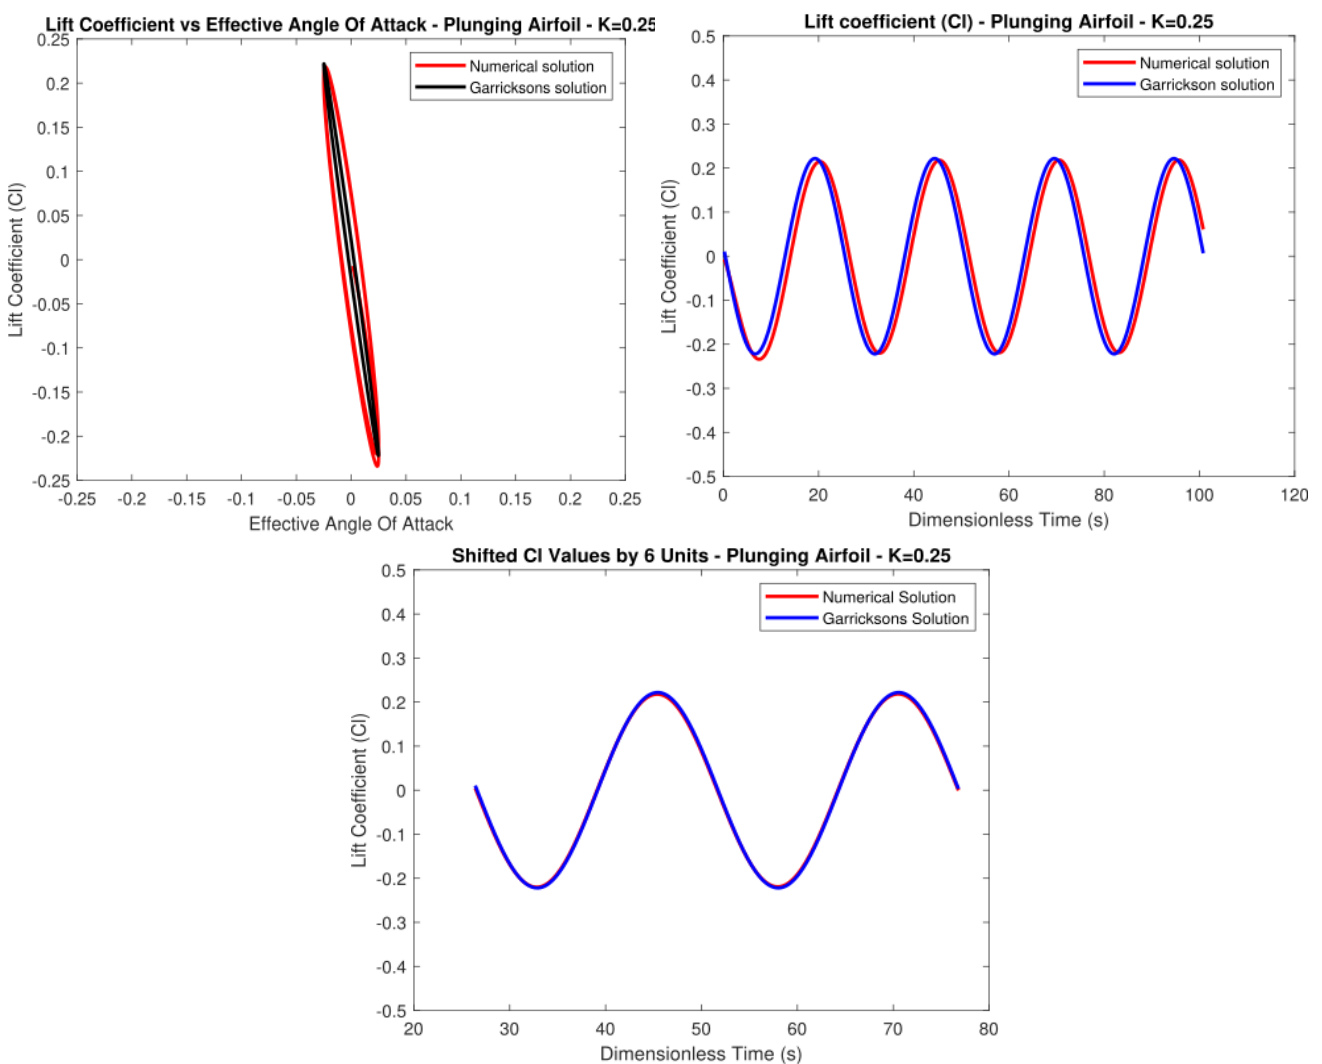 Lift Coefficient vs Effective Angle Of Attack - Plunging Airfoil - K=0.25
0.25
0.2
0.15
0.1
0.05
0
-0.05
-0.1
-0.15
-0.2
-0.25
Lift Coefficient (Cl)
Numerical solution
Garricksons solution
-0.25 -0.2 -0.15 -0.1 -0.05 0 0.05 0.1 0.15 0.2 0.25
Effective Angle Of Attack
Lift coefficient (Cl) - Plunging Airfoil - K=0.25
0.5
0.4
0.3
0.2
0.1
0
-0.1
-0.2
-0.3
-0.4
-0.5
Lift Coefficient (Cl)
Numerical solution
Garrickson solution
0 20 40 60 80 100 120
Dimensionless Time (s)
Shifted Cl Values by 6 Units - Plunging Airfoil - K=0.25
0.5
0.4
0.3
0.2
0.1
0
-0.1
-0.2
-0.3
-0.4
-0.5
Lift Coefficient (Cl)
Numerical Solution
Garricksons Solution
20 30 40 50 60 70 80
Dimensionless Time (s)